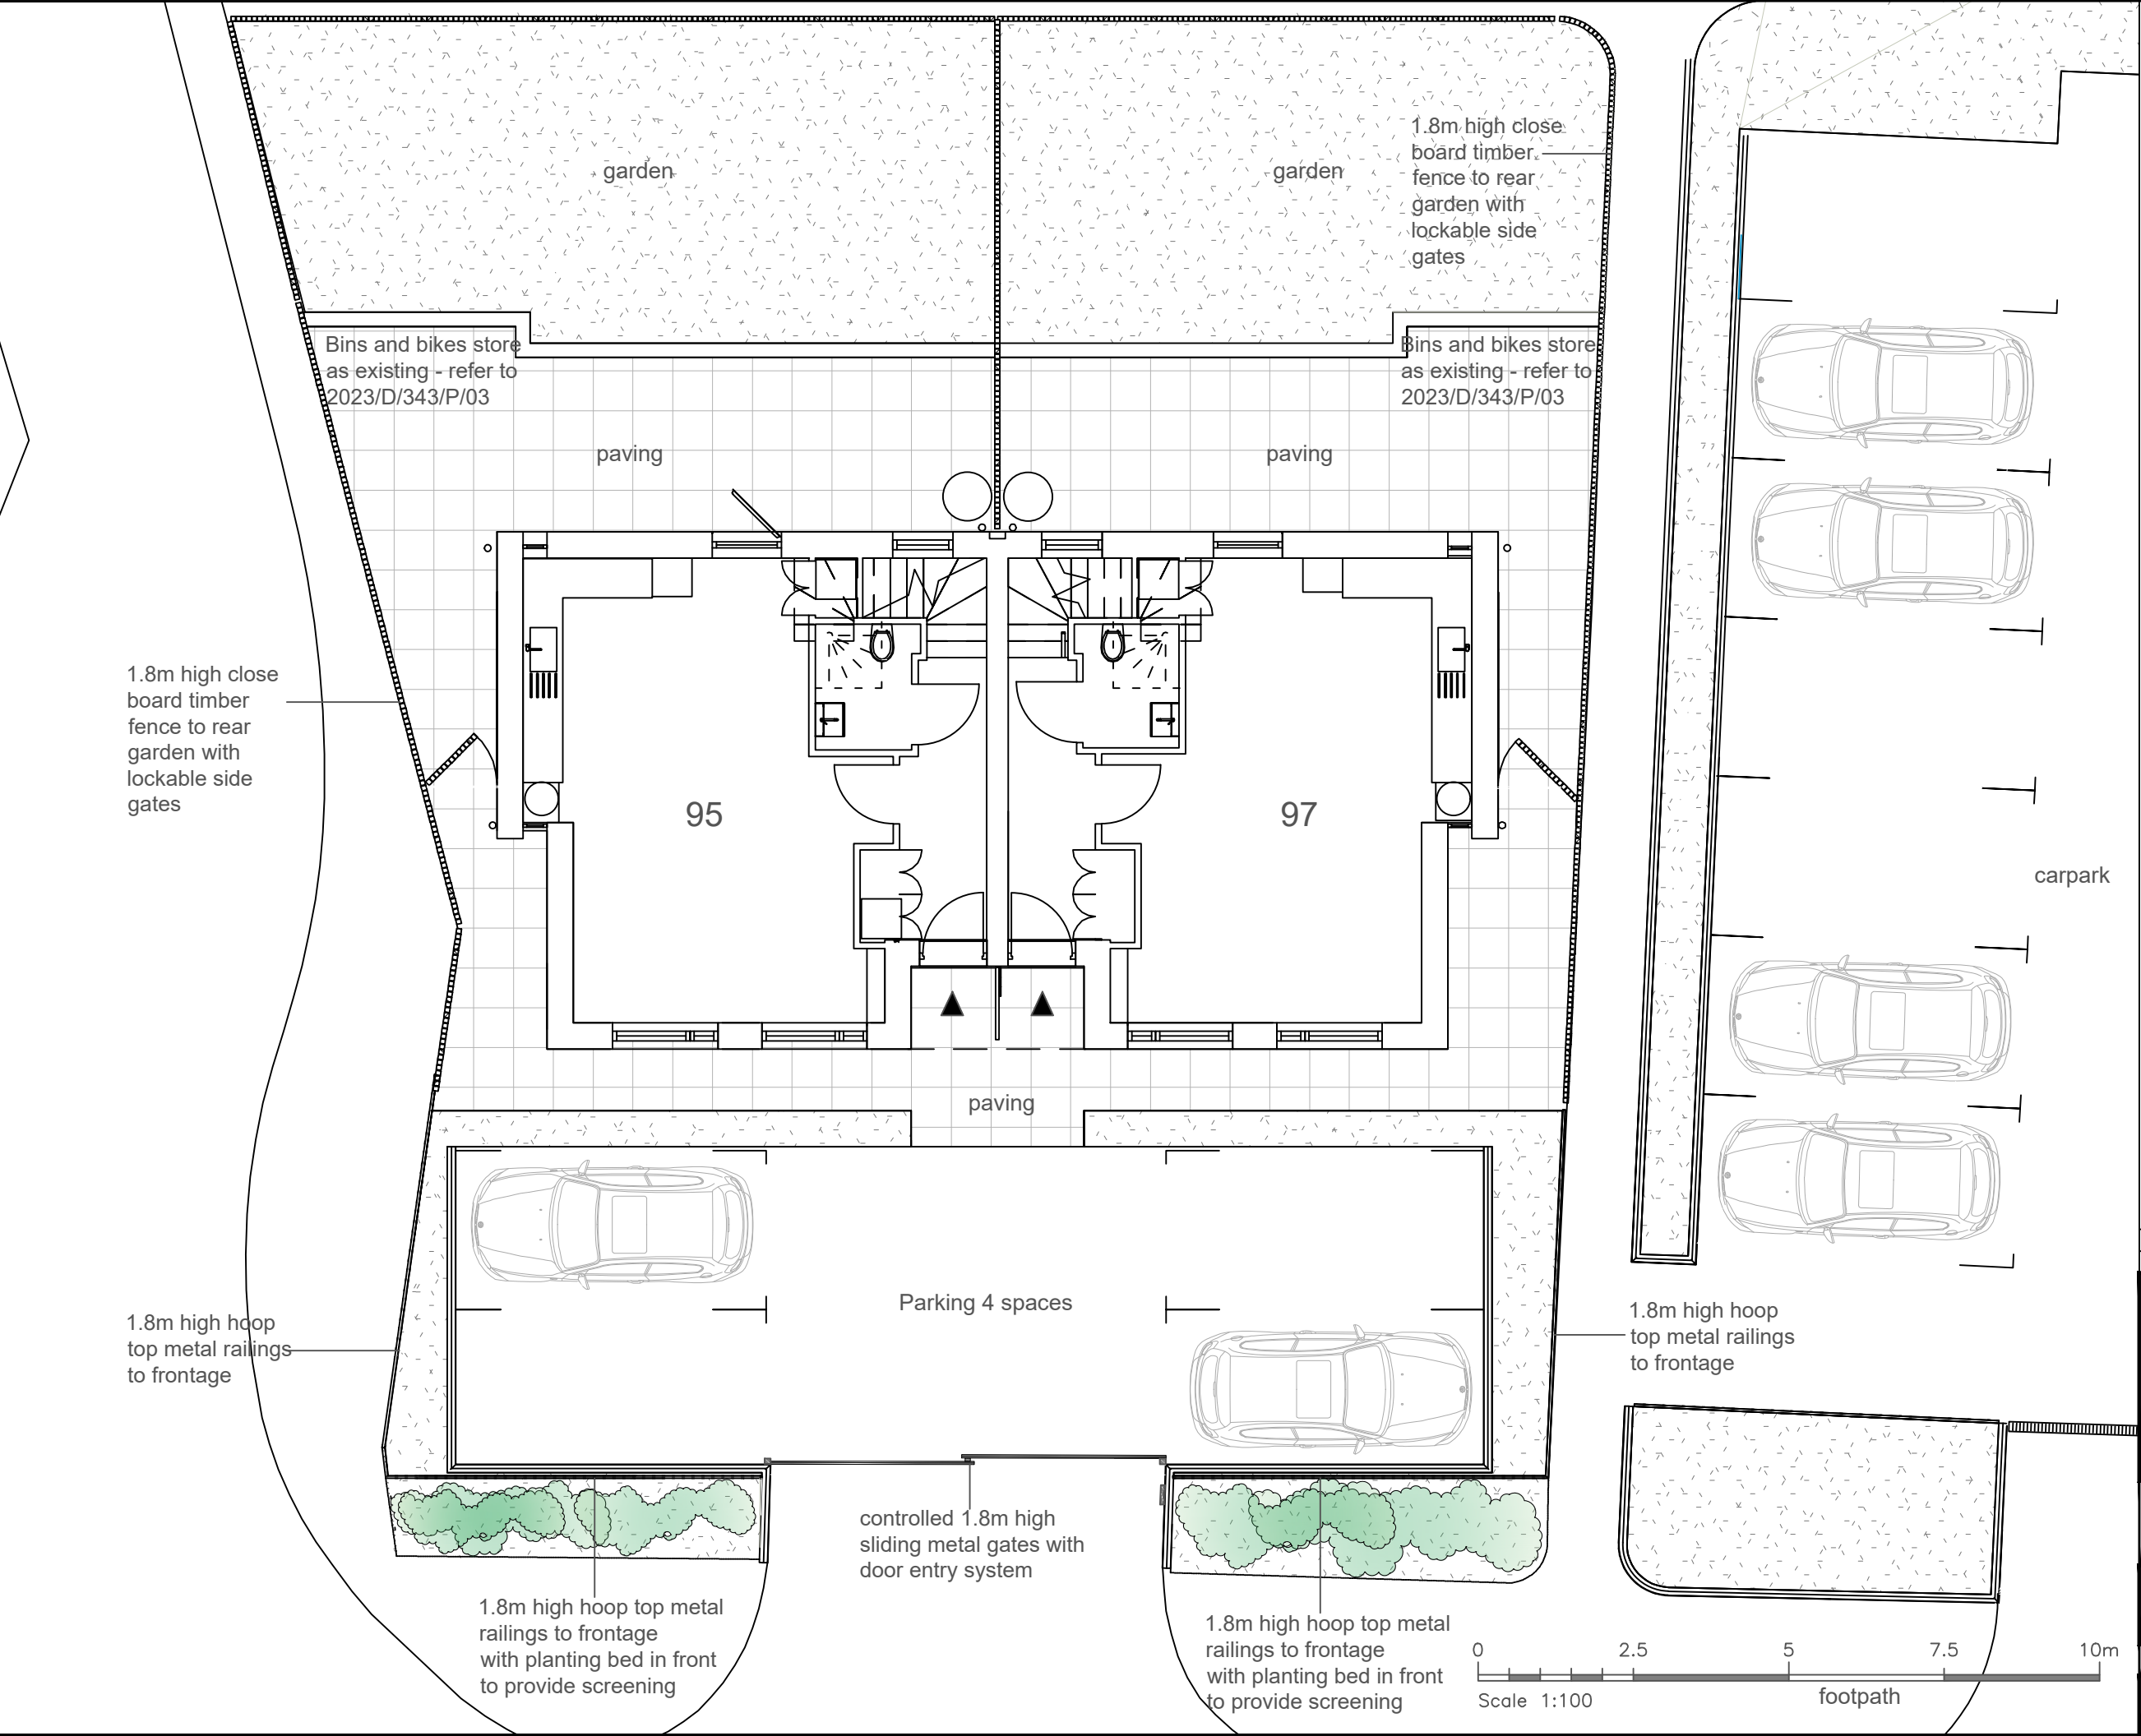 garden
garden
1.8m high close
board timber
fence to rear
garden with
lockable side
gates
Bins and bikes store
as existing - refer to
2023/D/343/P/03
Bins and bikes store
as existing - refer to
2023/D/343/P/03
paving
paving
1.8m high close
board timber
fence to rear
garden with
lockable side
gates
95
97
carpark
paving
Parking 4 spaces
1.8m high hoop
top metal railings
to frontage
1.8m high hoop
top metal railings
to frontage
controlled 1.8m high
sliding metal gates with
door entry system
1.8m high hoop top metal
railings to frontage
with planting bed in front
to provide screening
1.8m high hoop top metal
railings to frontage
with planting bed in front
to provide screening
0 2.5 5 7.5 10m
Scale 1:100
footpath